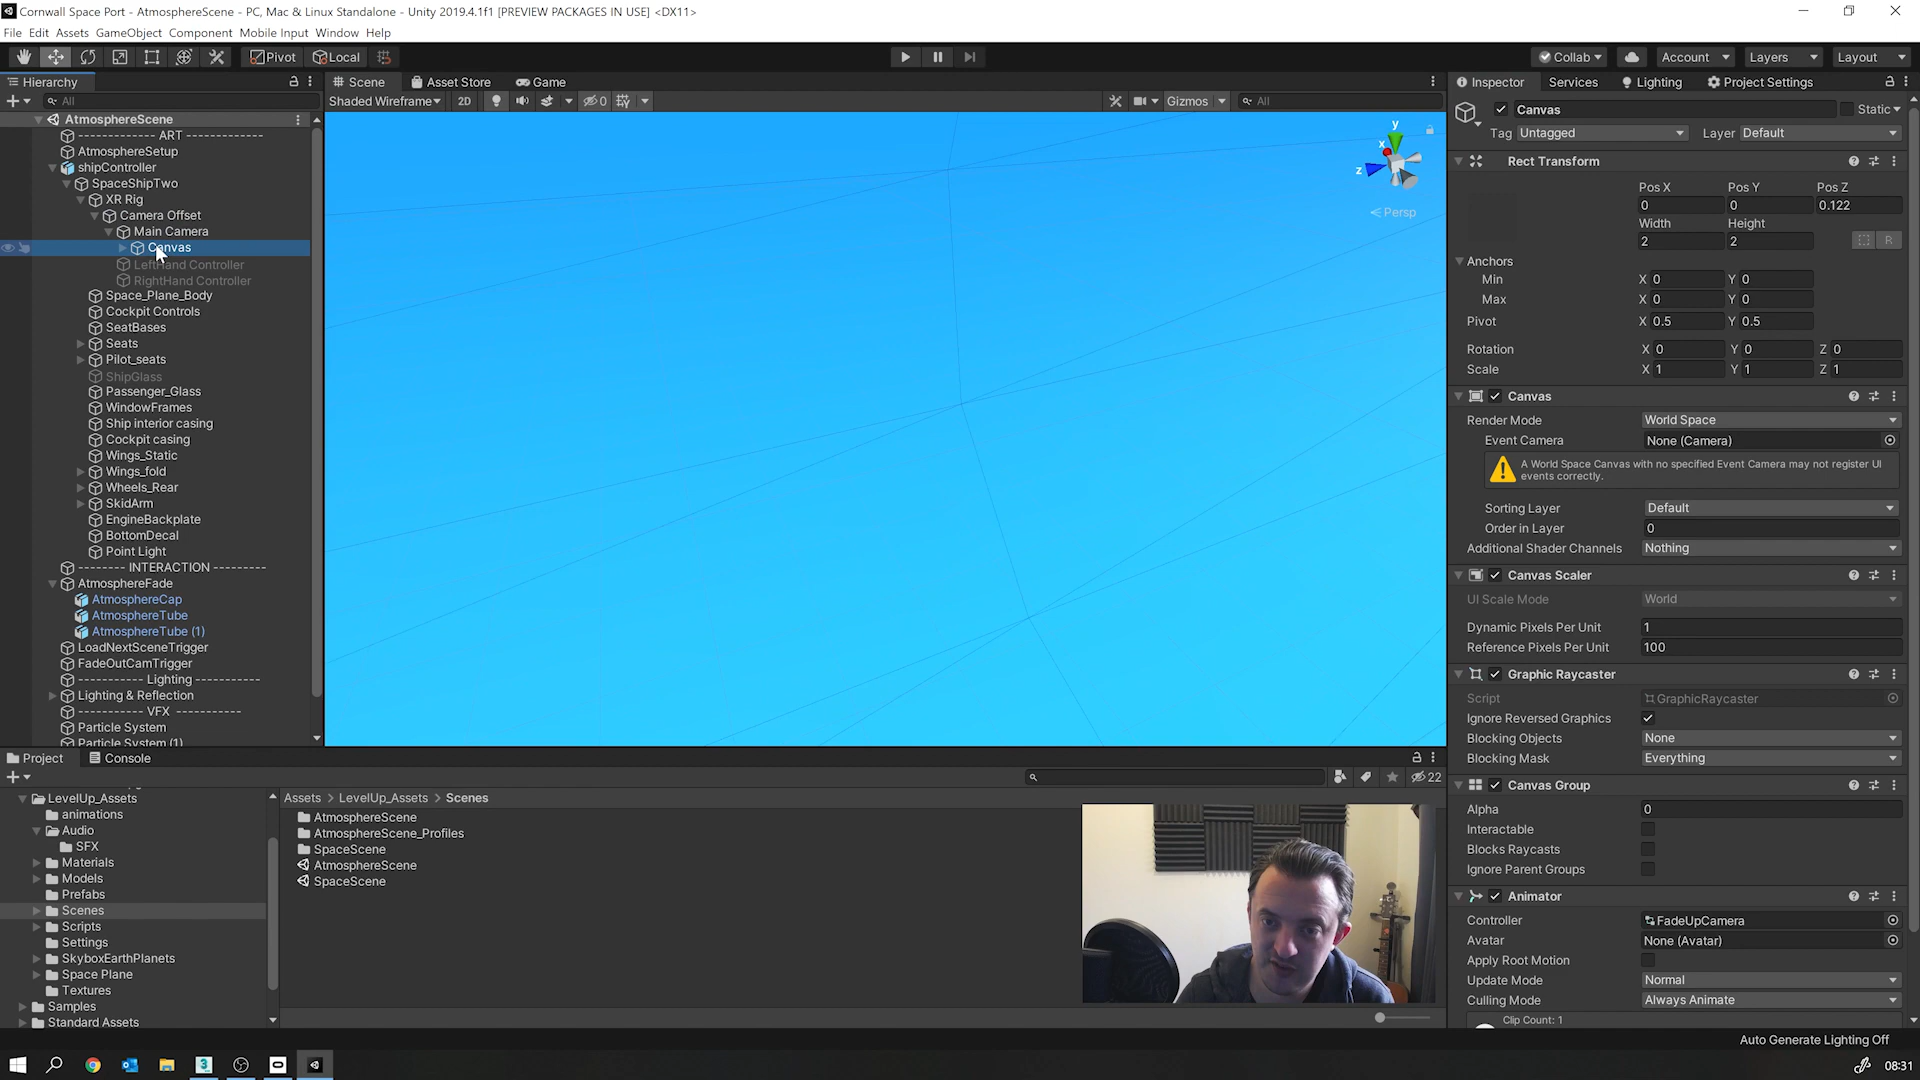 Cornwall Space Port - AtmosphereScene - PC, Mac & Linux Standalone - Unity 2019.4.1f1 [PREVIEW PACKAGES IN USE] <DX11>
File Edit Assets GameObject Component Mobile Input Window Help
Pivot Local Collab Account Layers Layout
Hierarchy Scene Asset Store Game Inspector Services Lighting Project Settings
All Shaded Wireframe 2D 0 Gizmos All
AtmosphereScene
------------- ART -------------
AtmosphereSetup
shipController
SpaceShipTwo
XR Rig
Camera Offset
Main Camera
Canvas
LeftHand Controller
RightHand Controller
Space_Plane_Body
Cockpit Controls
SeatBases
Seats
Pilot_seats
ShipGlass
Passenger_Glass
WindowFrames
Ship interior casing
Cockpit casing
Wings_Static
Wings_fold
Wheels_Rear
SkidArm
EngineBackplate
BottomDecal
Point Light
-------- INTERACTION ---------
AtmosphereFade
AtmosphereCap
AtmosphereTube
AtmosphereTube (1)
LoadNextSceneTrigger
FadeOutCamTrigger
----------- Lighting -----------
Lighting & Reflection
----------- VFX -----------
Particle System
Particle System (1)
y
x
z
Persp
Canvas Static
Tag Untagged Layer Default
Rect Transform
Pos X Pos Y Pos Z
0 0 0.122
Width Height
2 2 R
Anchors
Min X 0 Y 0
Max X 0 Y 0
Pivot X 0.5 Y 0.5
Rotation X 0 Y 0 Z 0
Scale X 1 Y 1 Z 1
Canvas
Render Mode World Space
Event Camera None (Camera)
A World Space Canvas with no specified Event Camera may not register UI
events correctly.
Sorting Layer Default
Order in Layer 0
Additional Shader Channels Nothing
Canvas Scaler
UI Scale Mode World
Dynamic Pixels Per Unit 1
Reference Pixels Per Unit 100
Graphic Raycaster
Script GraphicRaycaster
Ignore Reversed Graphics
Blocking Objects None
Blocking Mask Everything
Canvas Group
Alpha 0
Interactable
Blocks Raycasts
Ignore Parent Groups
Animator
Controller FadeUpCamera
Avatar None (Avatar)
Apply Root Motion
Update Mode Normal
Culling Mode Always Animate
Clip Count: 1
Project Console
22
LevelUp_Assets
animations
Audio
SFX
Materials
Models
Prefabs
Scenes
Scripts
Settings
SkyboxEarthPlanets
Space Plane
Textures
Samples
Standard Assets
Assets > LevelUp_Assets > Scenes
AtmosphereScene
AtmosphereScene_Profiles
SpaceScene
AtmosphereScene
SpaceScene
Auto Generate Lighting Off
3
08:31